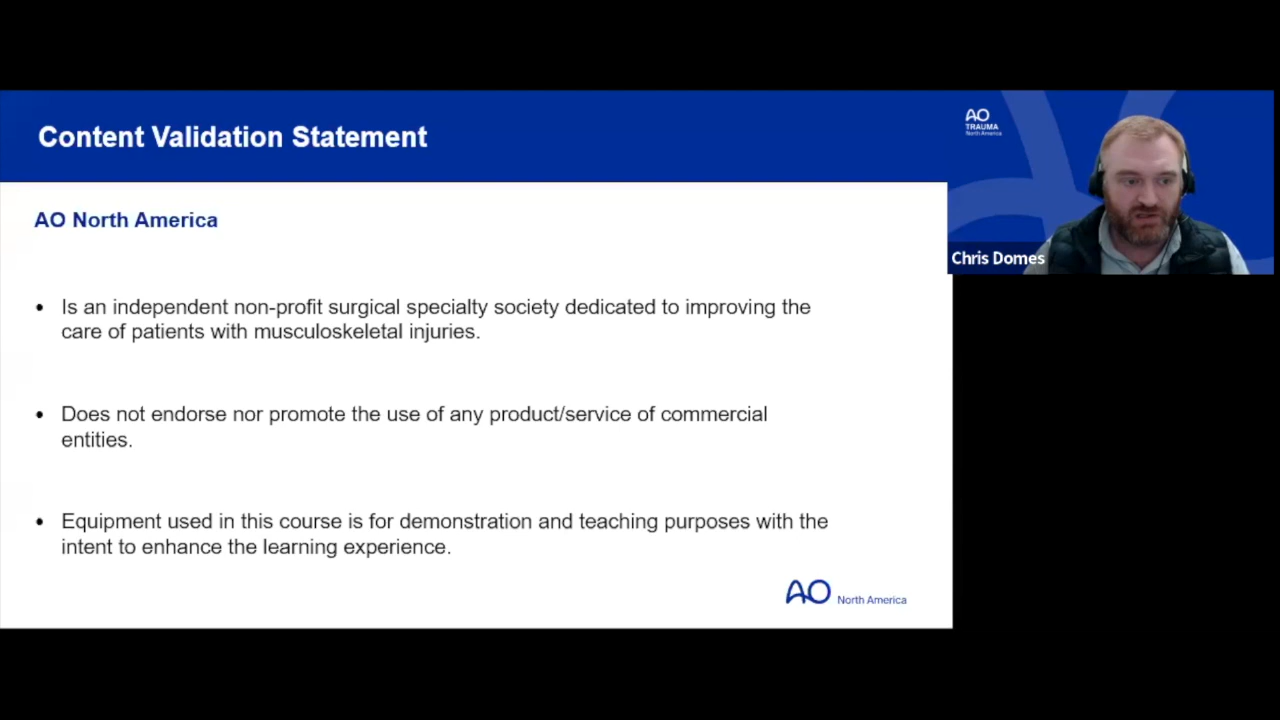 Content Validation Statement
AO
TRAUMA
North America
Chris Domes
AO North America
• Is an independent non-profit surgical specialty society dedicated to improving the
care of patients with musculoskeletal injuries.
• Does not endorse nor promote the use of any product/service of commercial
entities.
• Equipment used in this course is for demonstration and teaching purposes with the
intent to enhance the learning experience.
AO North America